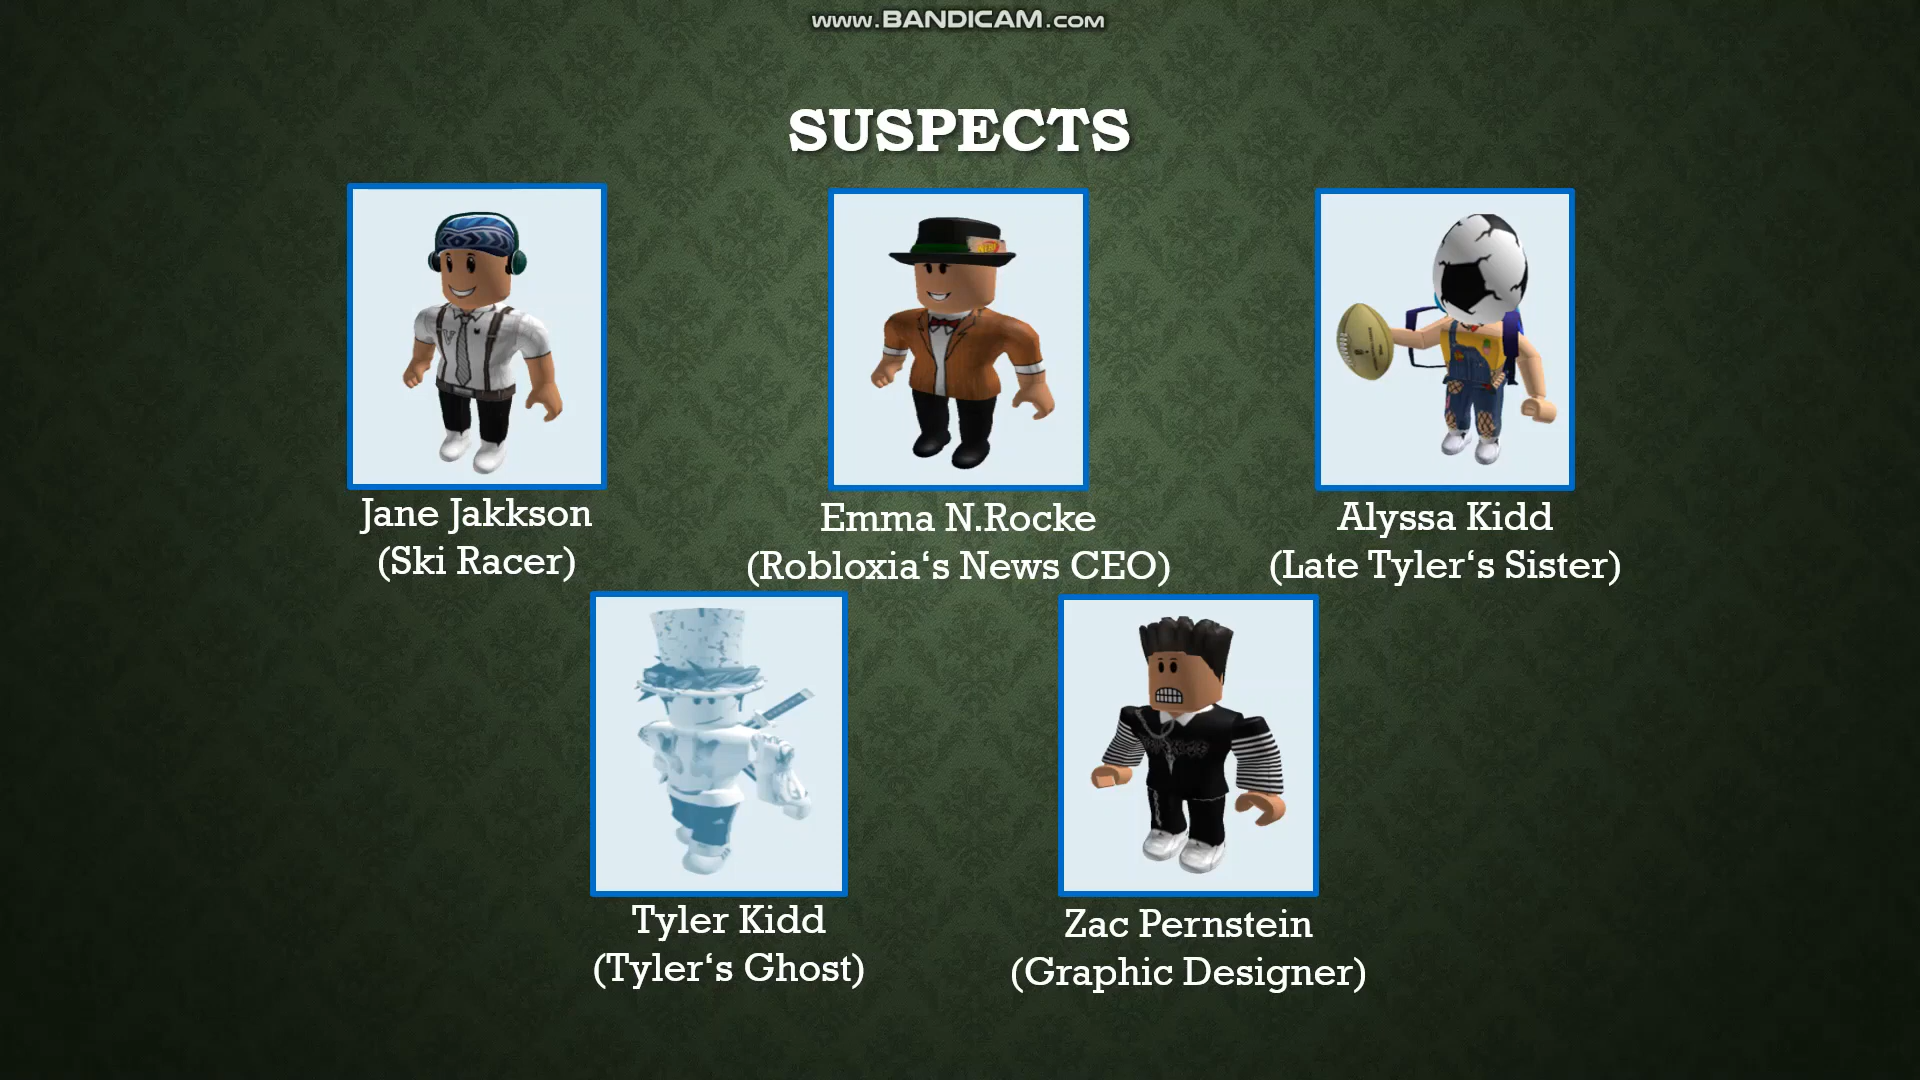 www.BANDICAM.com
SUSPECTS
Jane Jakkson
(Ski Racer)
Emma N.Rocke
(Robloxia‘s News CEO)
Alyssa Kidd
(Late Tyler‘s Sister)
Tyler Kidd
(Tyler‘s Ghost)
Zac Pernstein
(Graphic Designer)